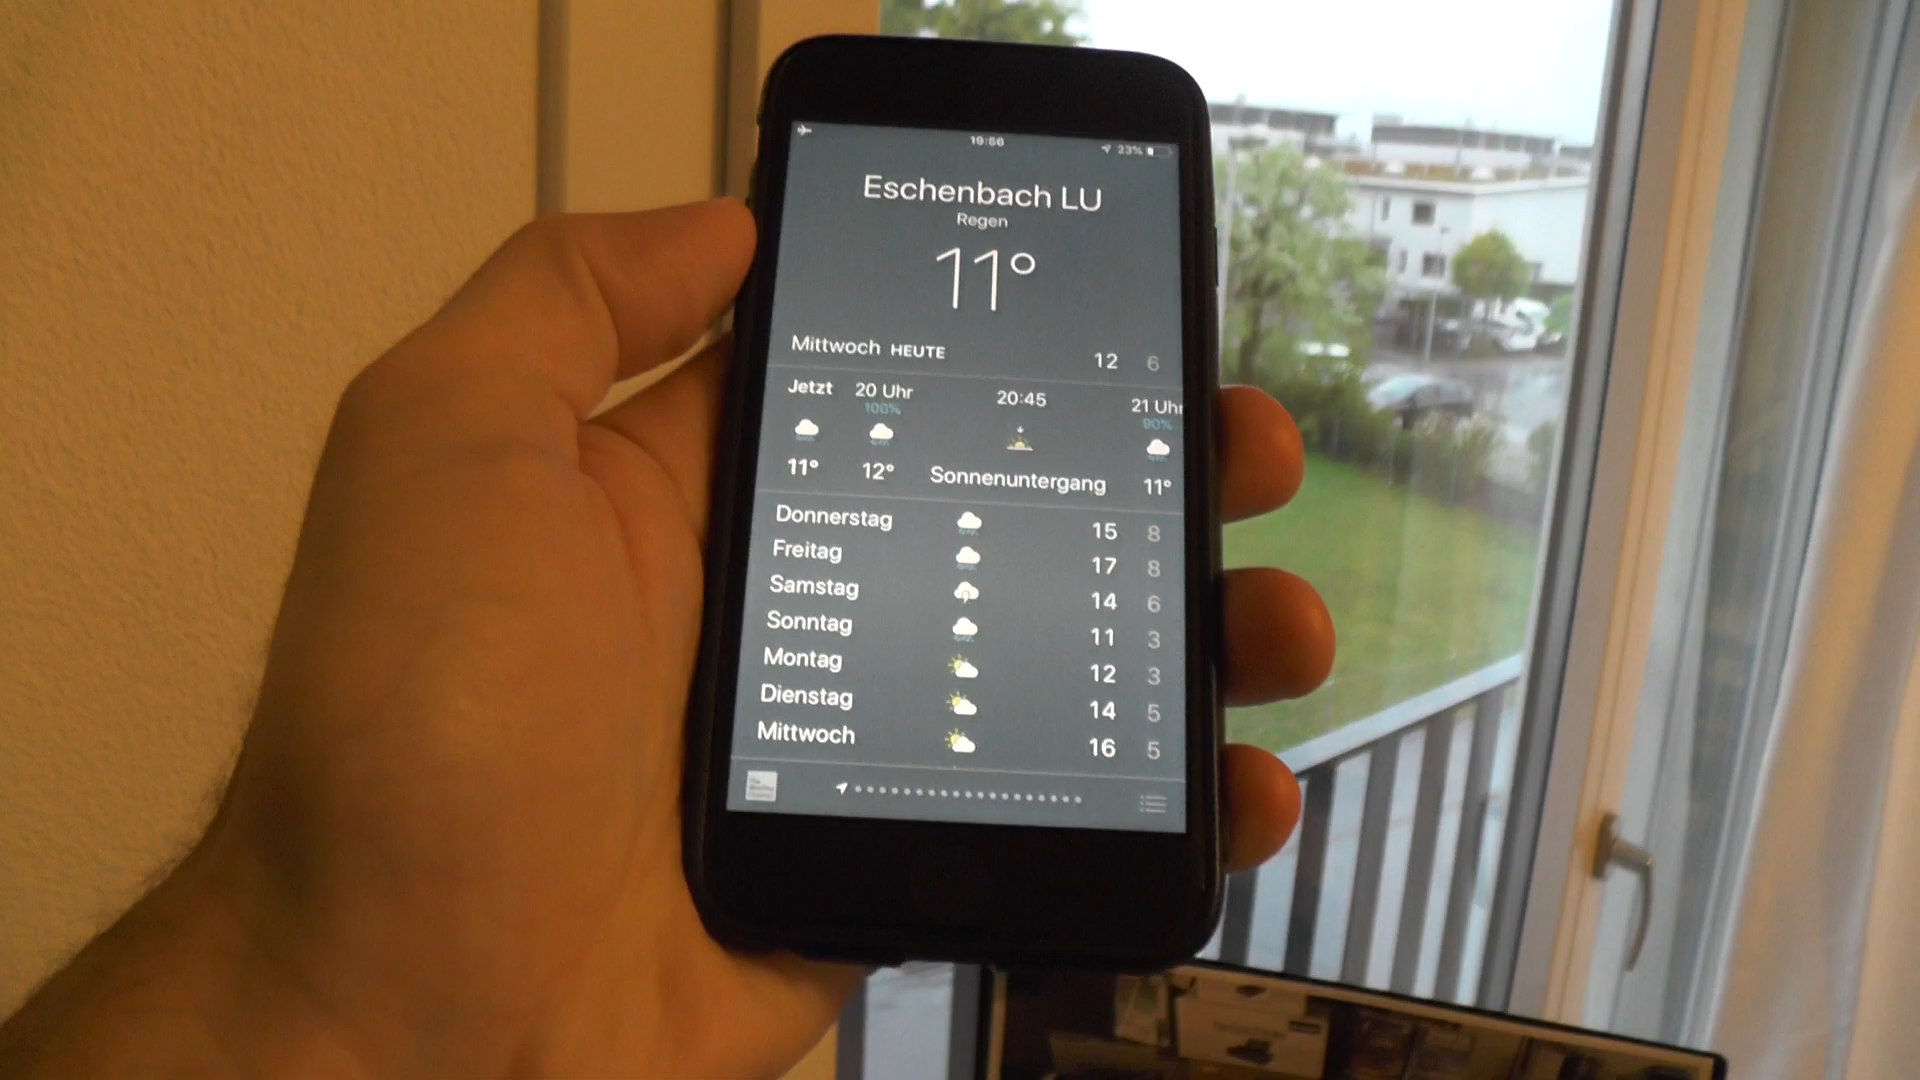 19:56
23%
Eschenbach LU
Regen
11°
Mittwoch HEUTE 12 6
Jetzt 20 Uhr 20:45 21 Uhr
100% 90%
11° 12° Sonnenuntergang 11°
Donnerstag 15 8
Freitag 17 8
Samstag 14 6
Sonntag 11 3
Montag 12 3
Dienstag 14 5
Mittwoch 16 5